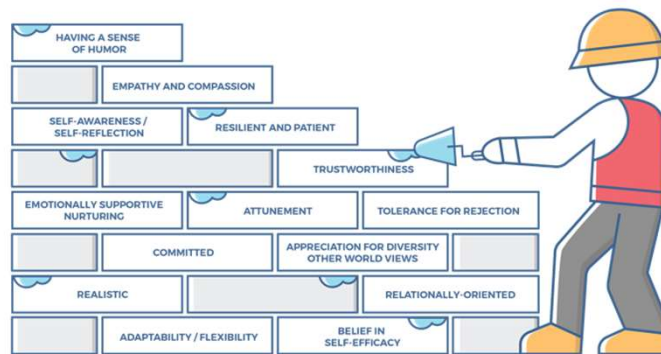 HAVING A SENSE
OF HUMOR
EMPATHY AND COMPASSION
SELF-AWARENESS /
SELF-REFLECTION
RESILIENT AND PATIENT
TRUSTWORTHINESS
EMOTIONALLY SUPPORTIVE
NURTURING
ATTUNEMENT
TOLERANCE FOR REJECTION
COMMITTED
APPRECIATION FOR DIVERSITY
OTHER WORLD VIEWS
REALISTIC
RELATIONALLY-ORIENTED
ADAPTABILITY / FLEXIBILITY
BELIEF IN
SELF-EFFICACY